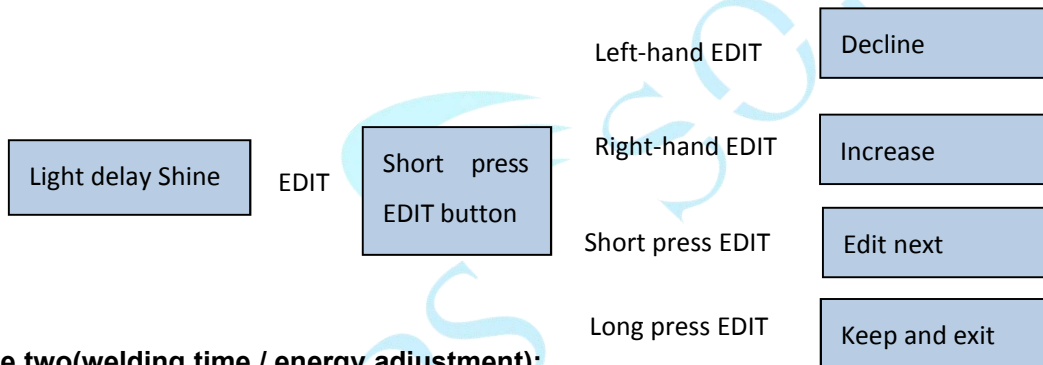 Left-hand EDIT
Decline
Right-hand EDIT
Increase
Light delay Shine
EDIT
Short press
EDIT button
Short press EDIT
Edit next
Long press EDIT
Keep and exit
two(welding time / energy adjustment):